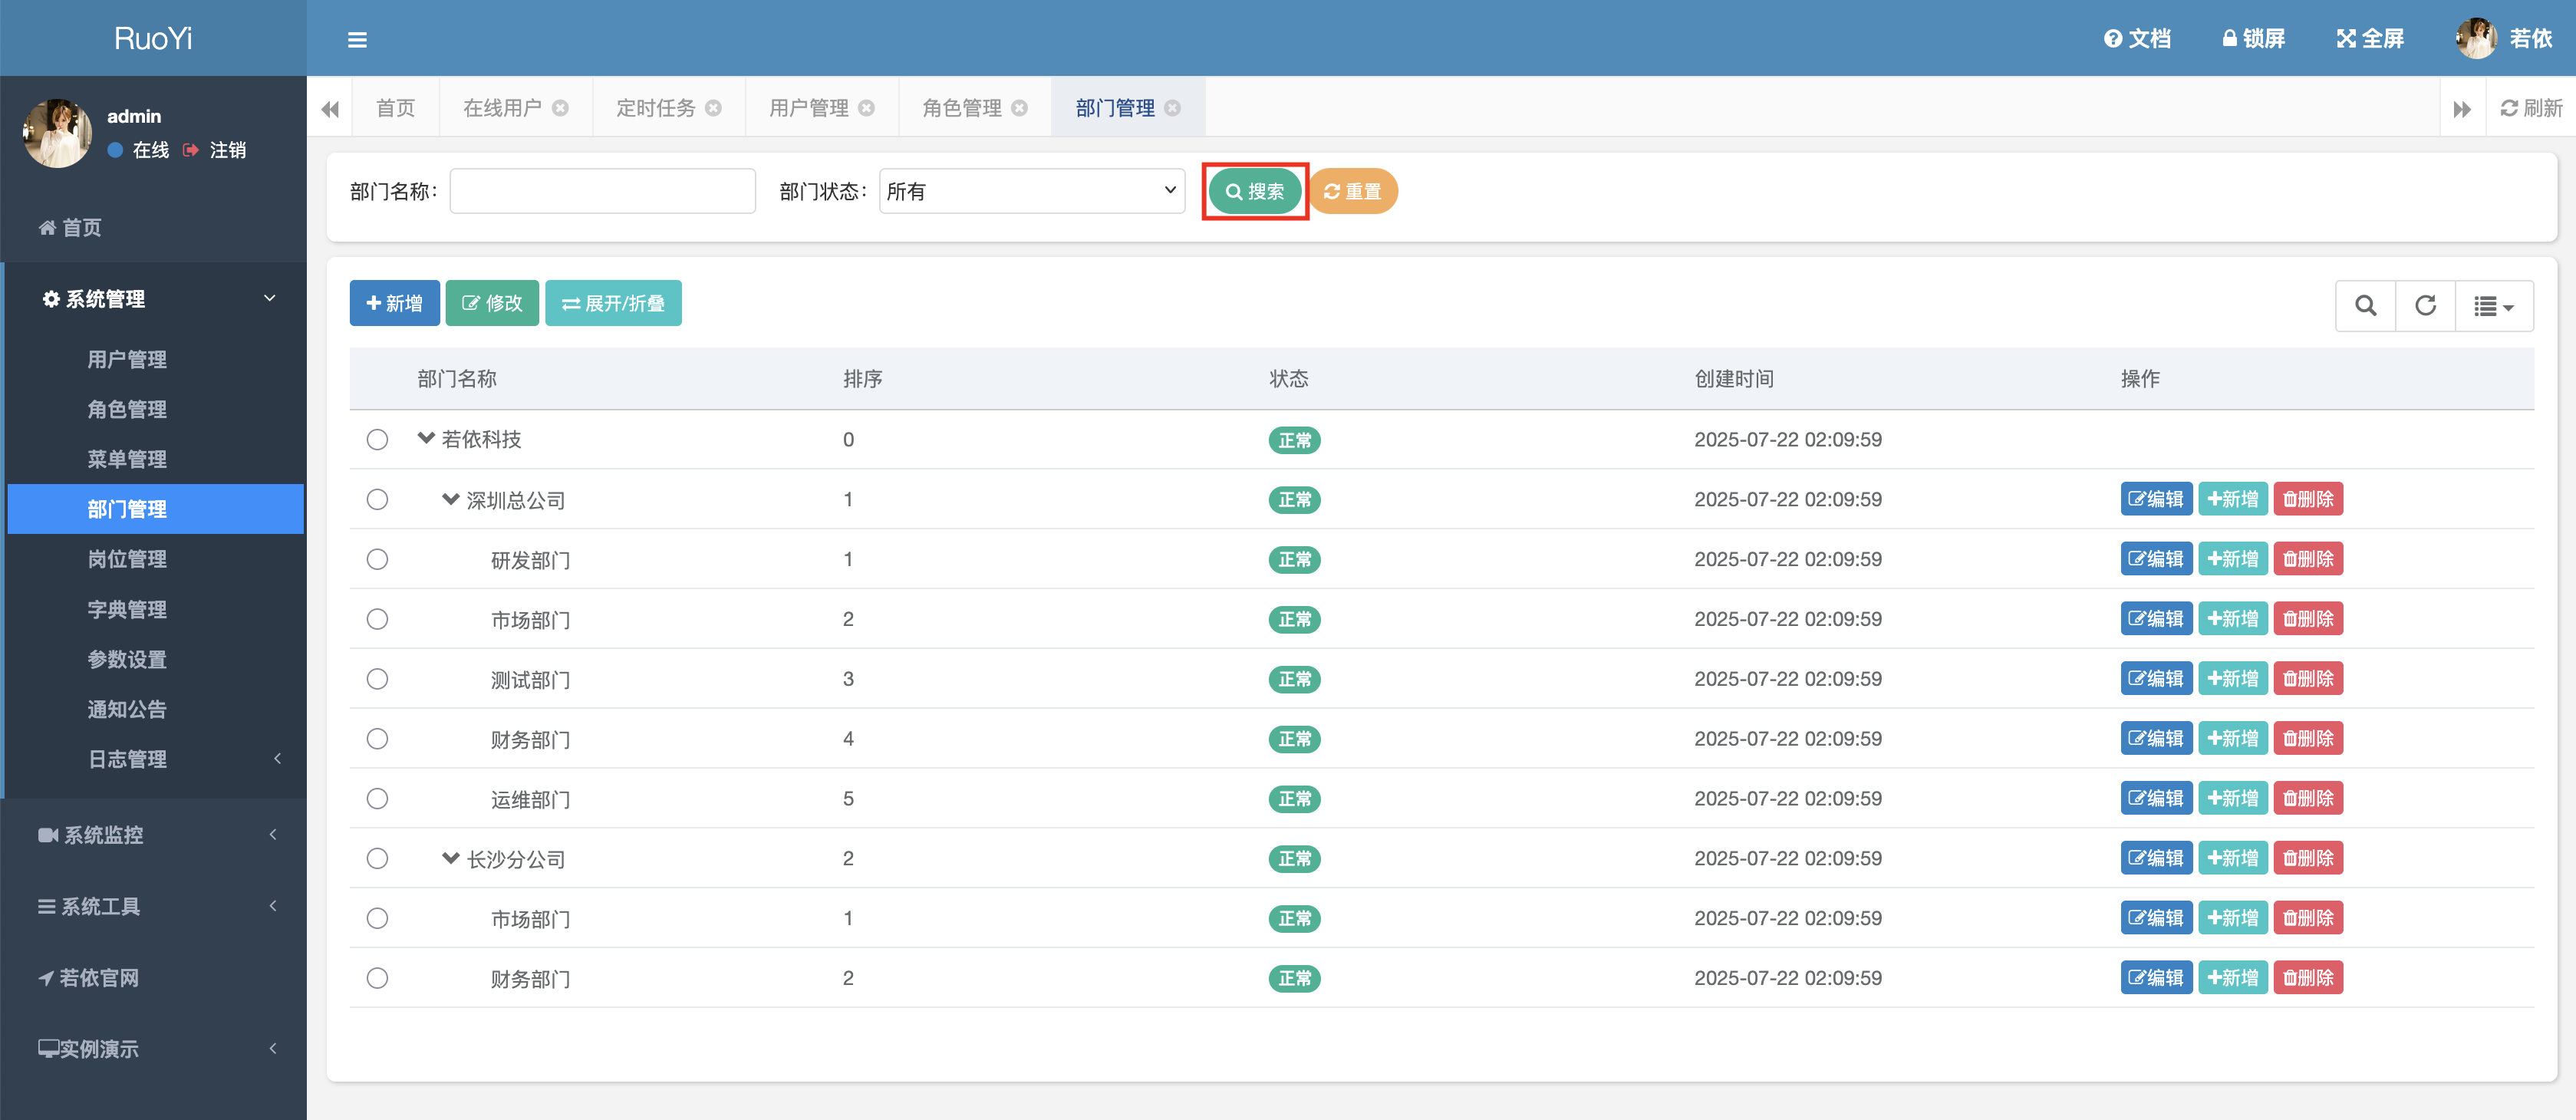 RuoYi
文档 锁屏 全屏 若依
admin
在线 注销
首页 在线用户 定时任务 用户管理 角色管理 部门管理 刷新
部门名称： 部门状态： 所有 搜索 重置
首页
系统管理
用户管理
角色管理
菜单管理
部门管理
岗位管理
字典管理
参数设置
通知公告
日志管理
系统监控
系统工具
若依官网
实例演示
新增 修改 展开/折叠
部门名称 排序 状态 创建时间 操作
若依科技 0 正常 2025-07-22 02:09:59
深圳总公司 1 正常 2025-07-22 02:09:59 编辑 新增 删除
研发部门 1 正常 2025-07-22 02:09:59 编辑 新增 删除
市场部门 2 正常 2025-07-22 02:09:59 编辑 新增 删除
测试部门 3 正常 2025-07-22 02:09:59 编辑 新增 删除
财务部门 4 正常 2025-07-22 02:09:59 编辑 新增 删除
运维部门 5 正常 2025-07-22 02:09:59 编辑 新增 删除
长沙分公司 2 正常 2025-07-22 02:09:59 编辑 新增 删除
市场部门 1 正常 2025-07-22 02:09:59 编辑 新增 删除
财务部门 2 正常 2025-07-22 02:09:59 编辑 新增 删除